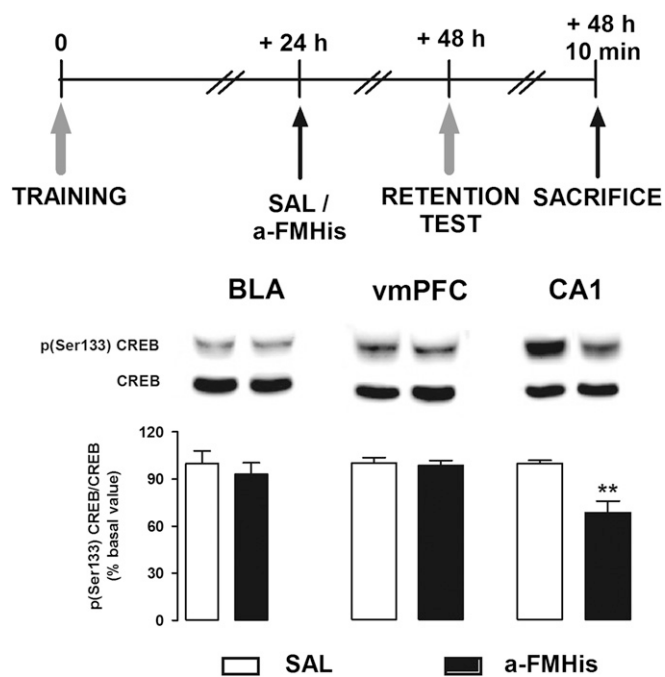 0
+ 24 h
+ 48 h
+ 48 h
10 min
TRAINING
SAL /
a-FMHis
RETENTION
TEST
SACRIFICE
BLA
vmPFC
CA1
p(Ser133) CREB
CREB
p(Ser133) CREB/CREB
(% basal value)
120
90
60
30
0
**
SAL
a-FMHis